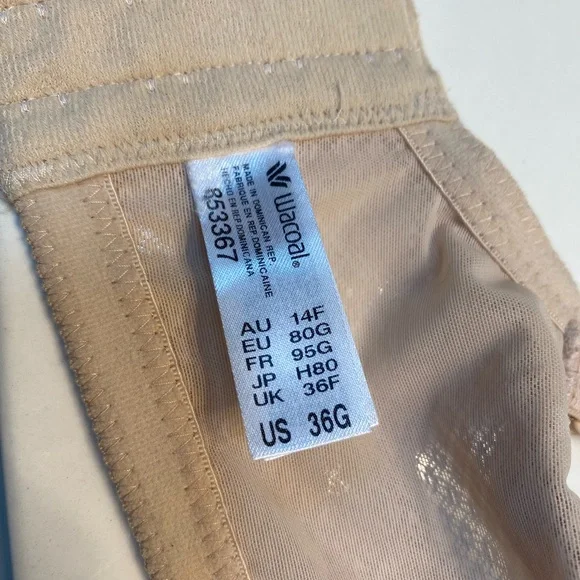 Wacoal®
MADE IN DOMINICAN REP.
FABRIQUE EN REP. DOMINICAINE
HECHO EN REP. DOMINICANA
853367
AU 14F
EU 80G
FR 95G
JP H80
UK 36F
US 36G